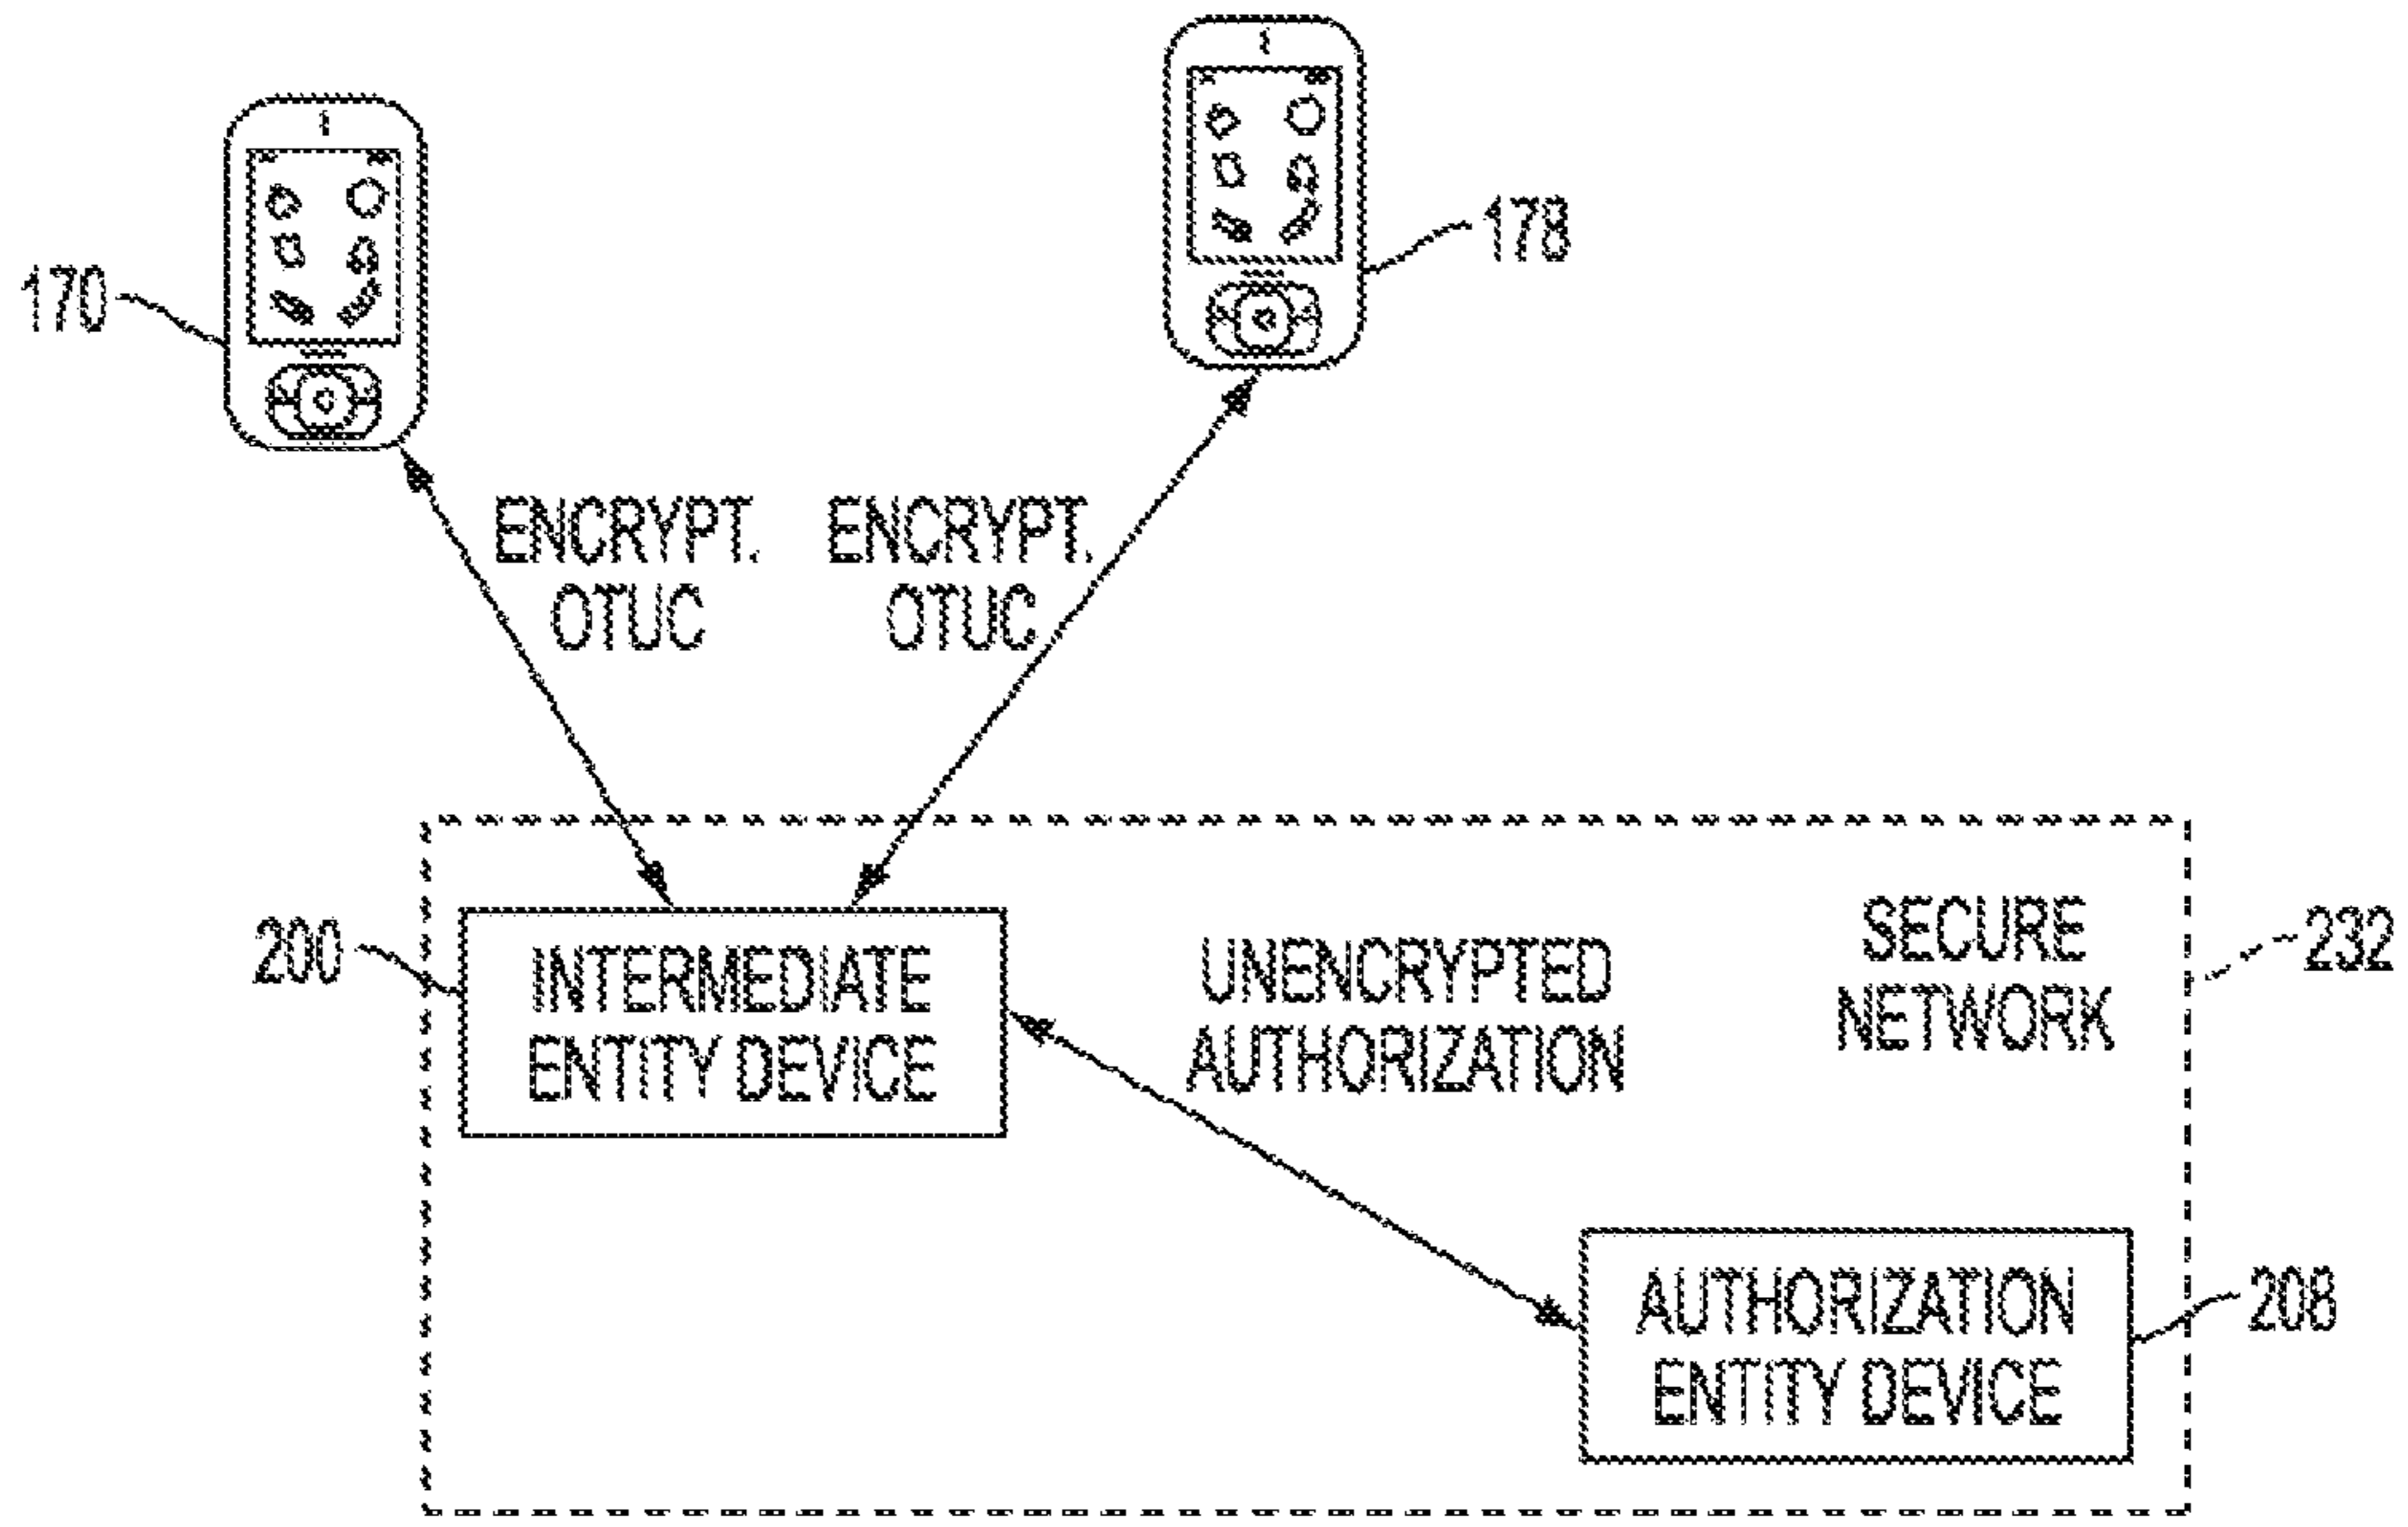 178
170
ENCRYPT.
OTUC
ENCRYPT.
OTUC
200
INTERMEDIATE
ENTITY DEVICE
UNENCRYPTED
AUTHORIZATION
SECURE
NETWORK
232
AUTHORIZATION
ENTITY DEVICE
208